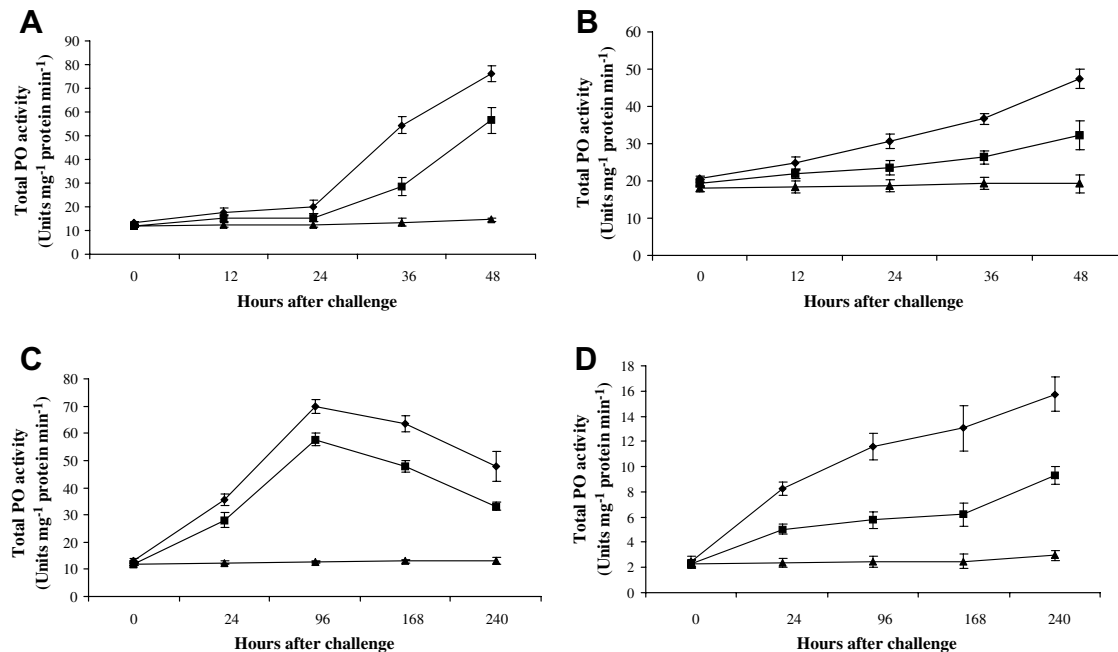 A
Total PO activity
(Units mg⁻¹ protein min⁻¹)
90
80
70
60
50
40
30
20
10
0
0 12 24 36 48
Hours after challenge
B
Total PO activity
(Units mg⁻¹ protein min⁻¹)
60
50
40
30
20
10
0
0 12 24 36 48
Hours after challenge
C
Total PO activity
(Units mg⁻¹ protein min⁻¹)
80
70
60
50
40
30
20
10
0
0 24 96 168 240
Hours after challenge
D
Total PO activity
(Units mg⁻¹ protein min⁻¹)
18
16
14
12
10
8
6
4
2
0
0 24 96 168 240
Hours after challenge